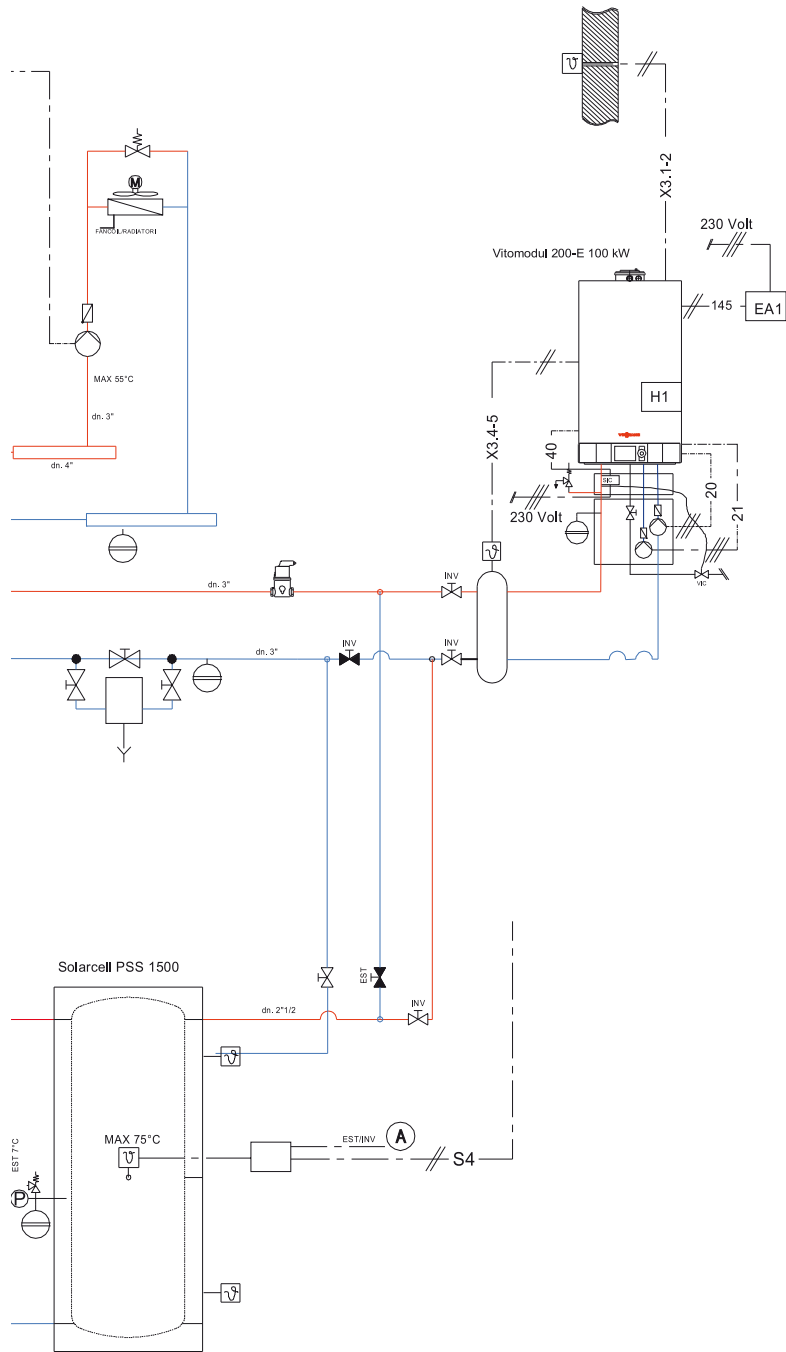 ϑ
X3.1-2
M
FANCOIL/RADIATORI
230 Volt
Vitomodul 200-E 100 kW
145
EA1
MAX 55°C
H1
dn. 3"
X3.4-5
40
dn. 4"
SIC
20
21
230 Volt
ϑ
VIC
dn. 3"
INV
INV
dn. 3"
INV
Solarcell PSS 1500
EST
INV
dn. 2"1/2
ϑ
EST 7°C
MAX 75°C
ϑ
EST/INV
A
S4
P
ϑ